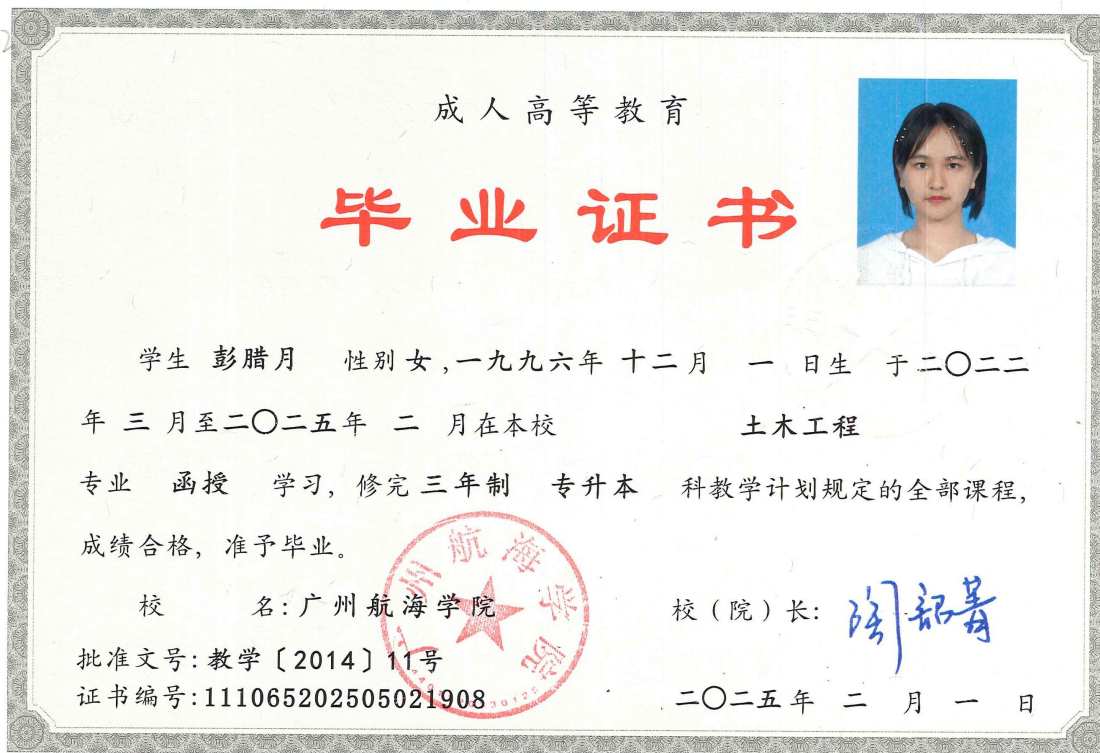 成人高等教育
毕业证书
学生 彭腊月 性别 女 ,一九九六年 十二月 一 日生 于二〇二二
年 三 月至二〇二五年 二 月在本校 土木工程
专业 函授 学习, 修完 三年制 专升本 科教学计划规定的全部课程,
成绩合格, 准予毕业。
校 名: 广州航海学院
校(院)长:
批准文号: 教学〔2014〕11号
证书编号: 111065202505021908
二〇二五年 二 月 一 日
广州航海学院